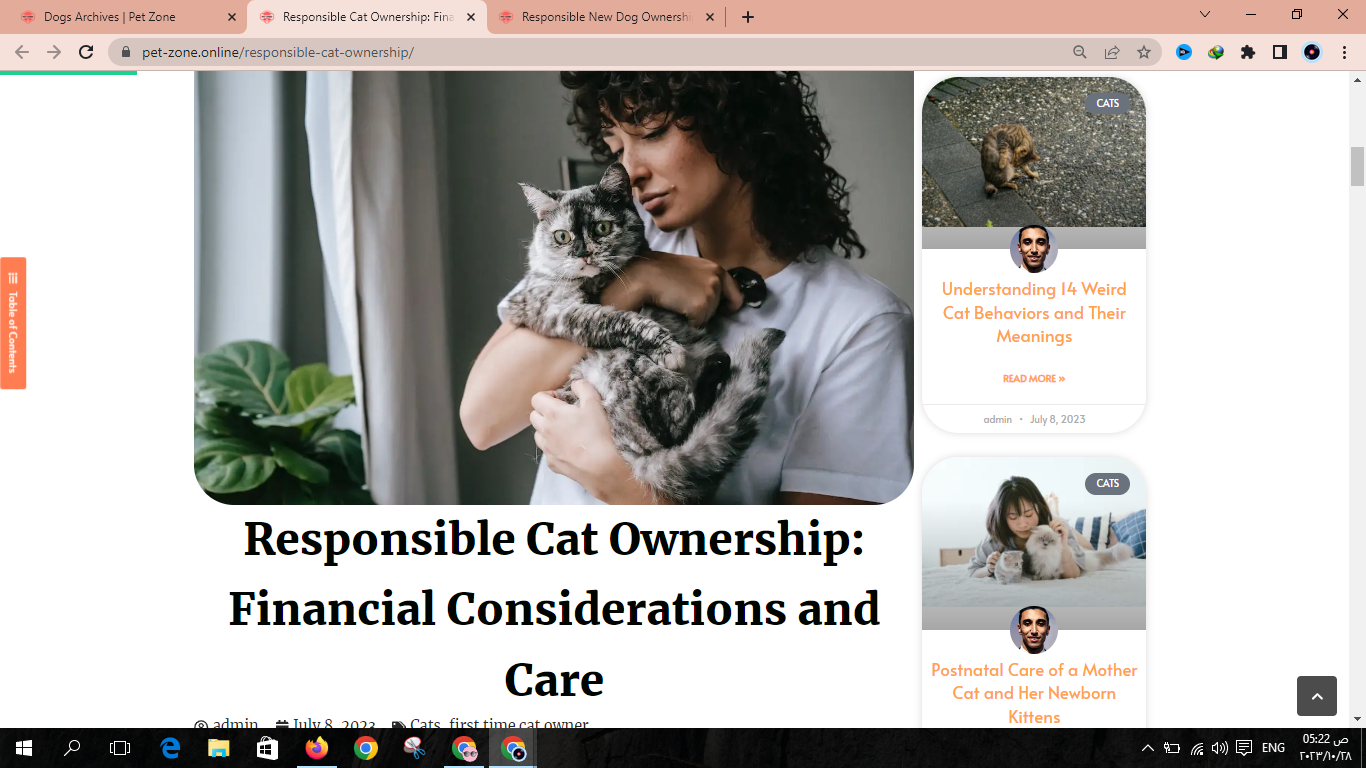 Dogs Archives | Pet Zone
Responsible Cat Ownership: Fina
Responsible New Dog Ownershi
pet-zone.online/responsible-cat-ownership/
Table of Contents
Responsible Cat Ownership:
Financial Considerations and
Care
admin July 8, 2023 Cats, first time cat owner
CATS
Understanding 14 Weird
Cat Behaviors and Their
Meanings
READ MORE »
admin • July 8, 2023
CATS
Postnatal Care of a Mother
Cat and Her Newborn
Kittens
ENG
05:22 ص
٢٠٢٣/١٠/٢٨